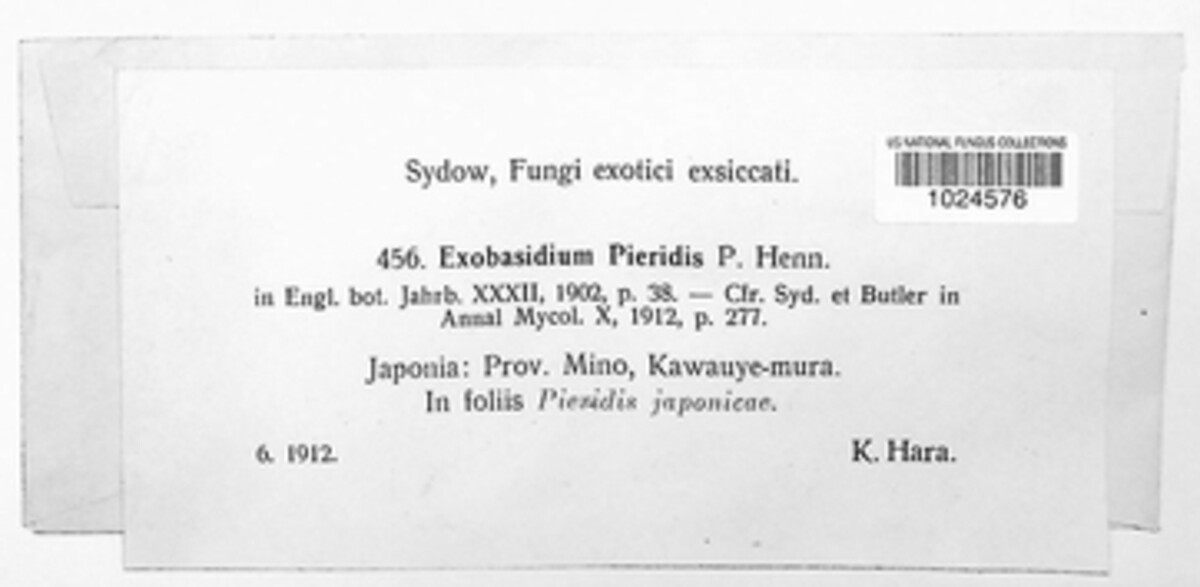 Sydow, Fungi exotici exsiccati.
US NATIONAL FUNGUS COLLECTIONS
1024576
456. Exobasidium Pieridis P. Henn.
in Engl. bot. Jahrb. XXXII, 1902, p. 38. — Cfr. Syd. et Butler in
Annal Mycol. X, 1912, p. 277.
Japonia: Prov. Mino, Kawauye-mura.
In foliis Pieridis japonicae.
6. 1912.
K. Hara.